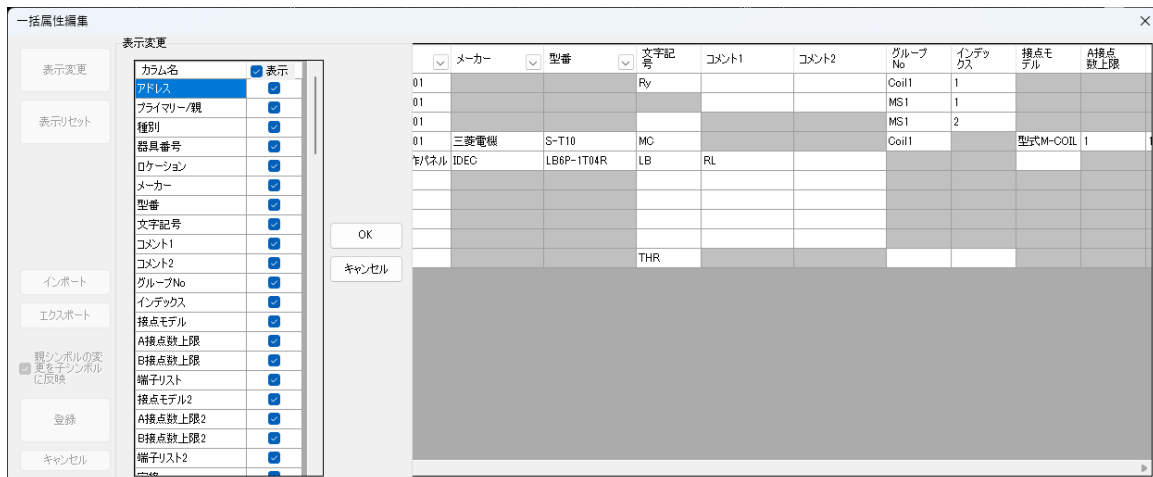 一括属性編集
表示変更
表示リセット
インポート
エクスポート
親シンボルの変
更を子シンボル
に反映
登録
キャンセル
表示変更
カラム名 表示
アドレス
プライマリー/親
種別
器具番号
ロケーション
メーカー
型番
文字記号
コメント1
コメント2
グループNo
インデックス
接点モデル
A接点数上限
B接点数上限
端子リスト
接点モデル2
A接点数上限2
B接点数上限2
端子リスト2
OK
キャンセル
メーカー 型番 文字記号 コメント1 コメント2 グループNo インデックス 接点モデル A接点数上限
01 Ry Coil1 1
01 MS1 1
01 MS1 2
01 三菱電機 S-T10 MC Coil1 型式M-COIL 1
作パネル IDEC LB6P-1T04R LB RL
THR